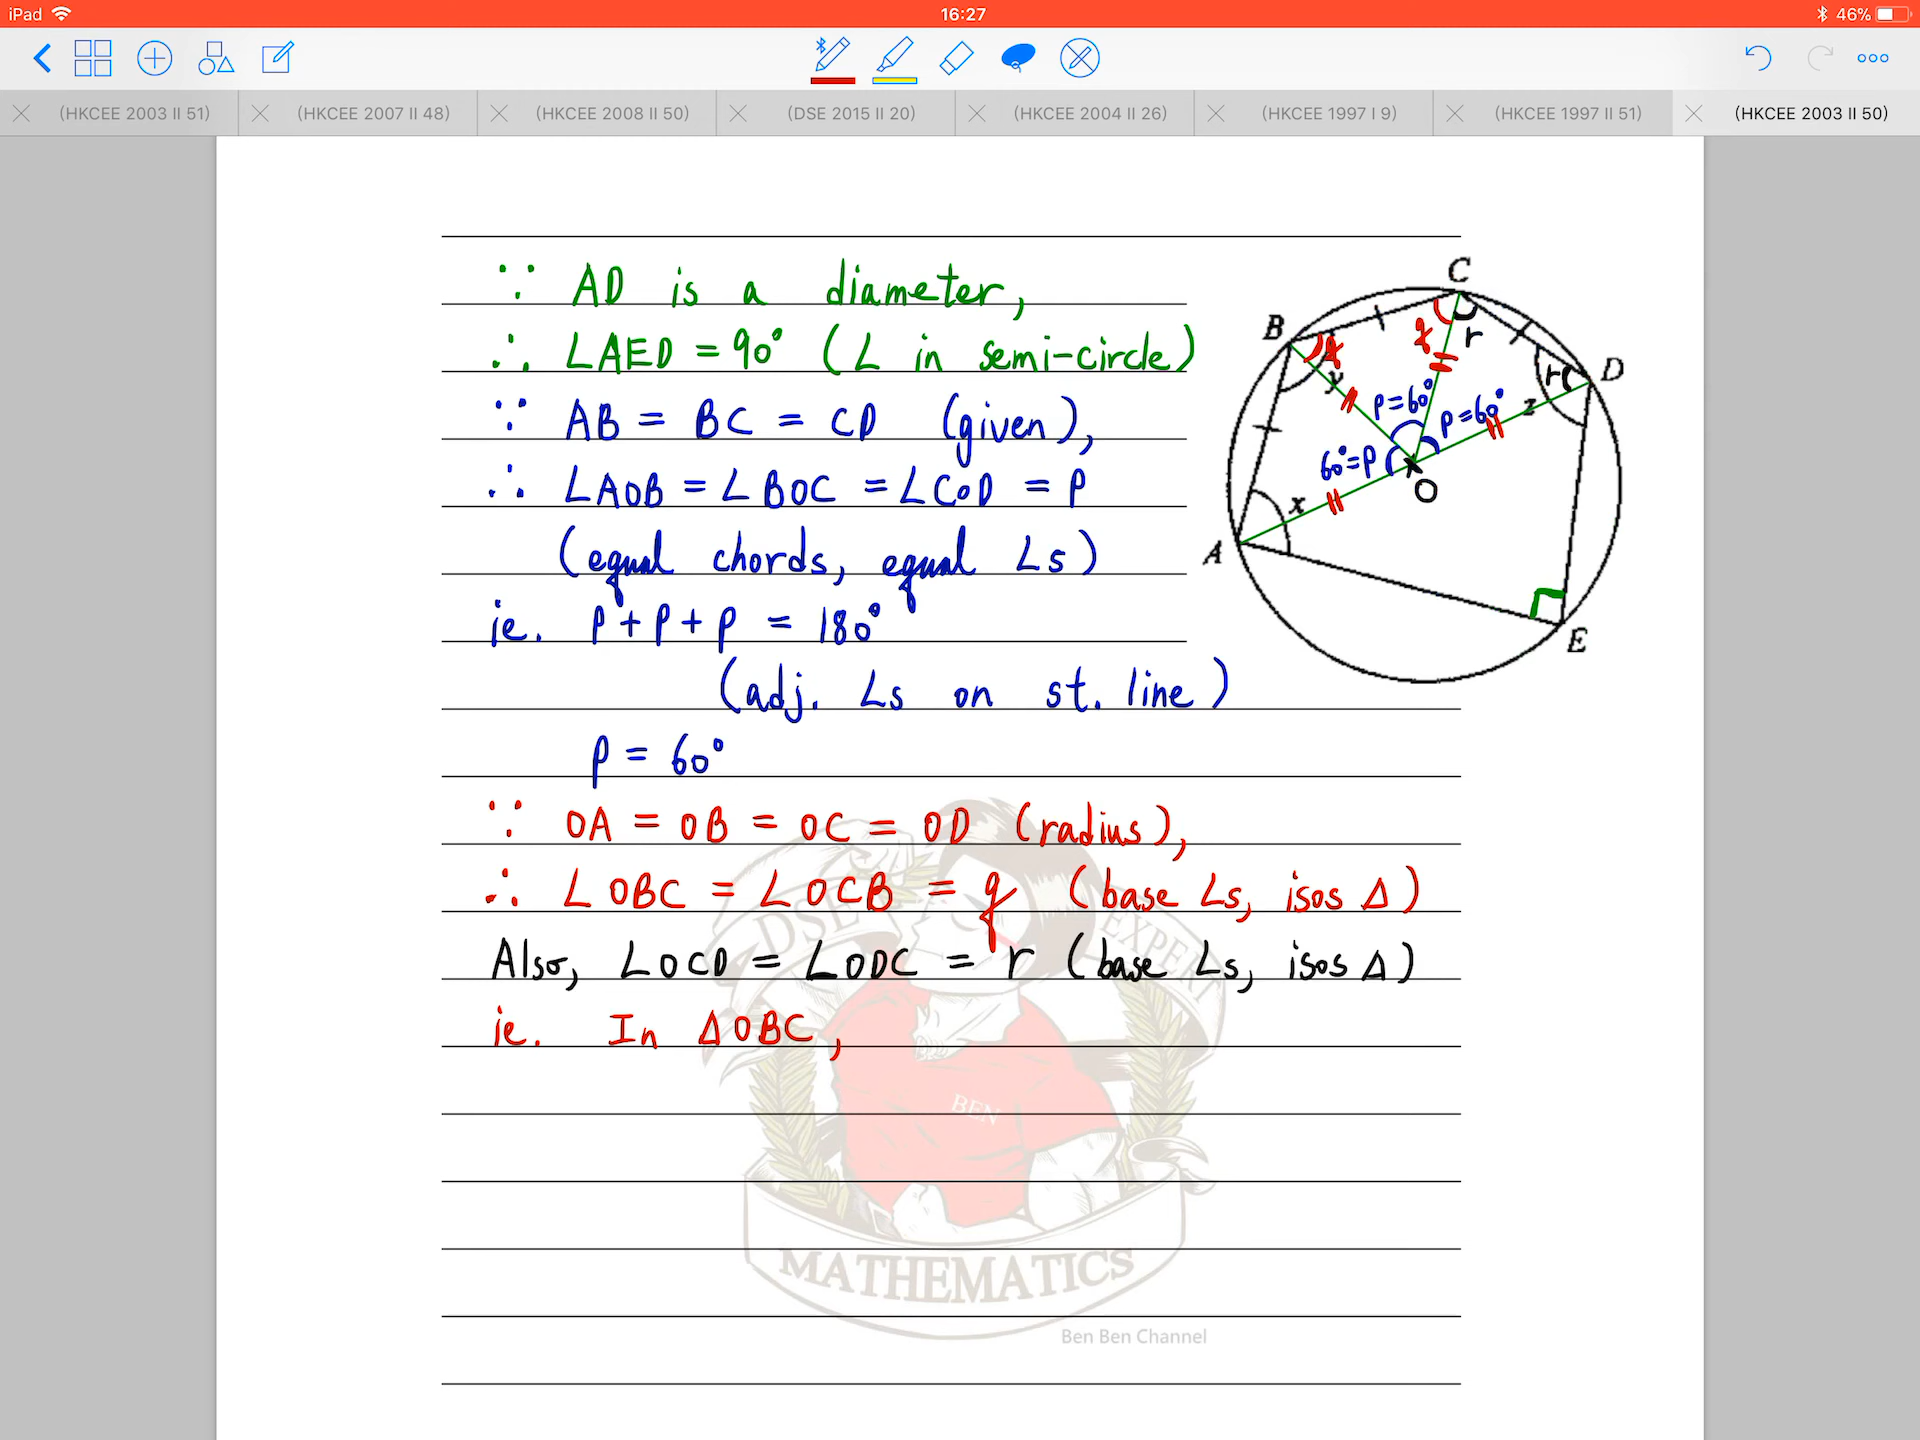 iPad 16:27 46%
(HKCEE 2003 II 51) (HKCEE 2007 II 48) (HKCEE 2008 II 50) (DSE 2015 II 20) (HKCEE 2004 II 26) (HKCEE 1997 I 9) (HKCEE 1997 II 51) (HKCEE 2003 II 50)
∵ AD is a diameter,
∴ ∠AED = 90° (∠ in semi-circle)
∵ AB = BC = CD (given),
∴ ∠AOB = ∠BOC = ∠COD = p
(equal chords, equal ∠s)
ie. p + p + p = 180°
(adj. ∠s on st. line)
p = 60°
∵ OA = OB = OC = OD (radius),
∴ ∠OBC = ∠OCB = q (base ∠s, isos Δ)
Also, ∠OCD = ∠ODC = r (base ∠s, isos Δ)
ie. In ΔOBC,
C
B q r D
q
y r
p=60° p=60° z
60°=p
O
x
A
E
DSE EXPERT
BEN
MATHEMATICS
Ben Ben Channel